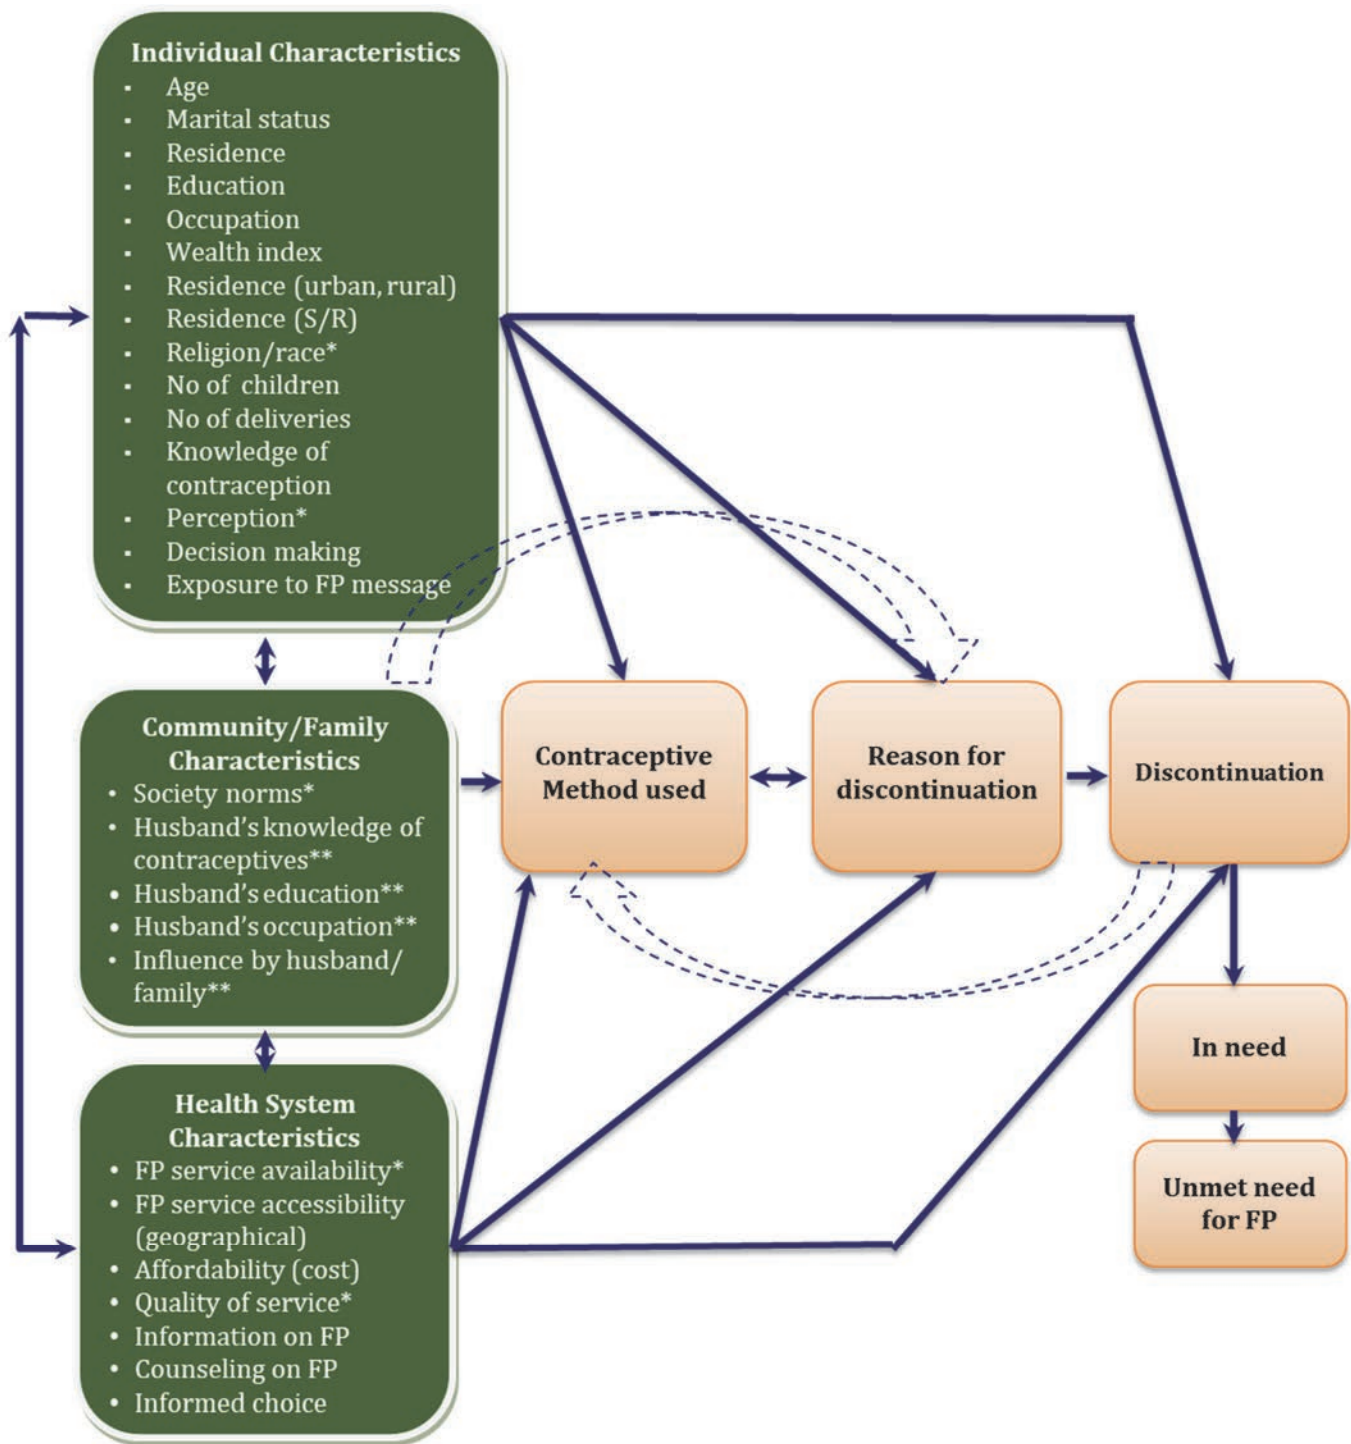 Individual Characteristics
▪ Age
▪ Marital status
▪ Residence
▪ Education
▪ Occupation
▪ Wealth index
▪ Residence (urban, rural)
▪ Residence (S/R)
▪ Religion/race*
▪ No of children
▪ No of deliveries
▪ Knowledge of
contraception
▪ Perception*
▪ Decision making
▪ Exposure to FP message
Community/Family
Characteristics
• Society norms*
• Husband's knowledge of
contraceptives**
• Husband's education**
• Husband's occupation**
• Influence by husband/
family**
Health System
Characteristics
• FP service availability*
• FP service accessibility
(geographical)
• Affordability (cost)
• Quality of service*
• Information on FP
• Counseling on FP
• Informed choice
Contraceptive
Method used
Reason for
discontinuation
Discontinuation
In need
Unmet need
for FP